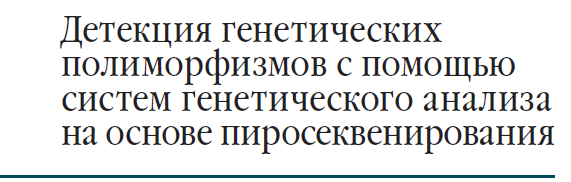 Детекция генетических
полиморфизмов с помощью
систем генетического анализа
на основе пиросеквенирования